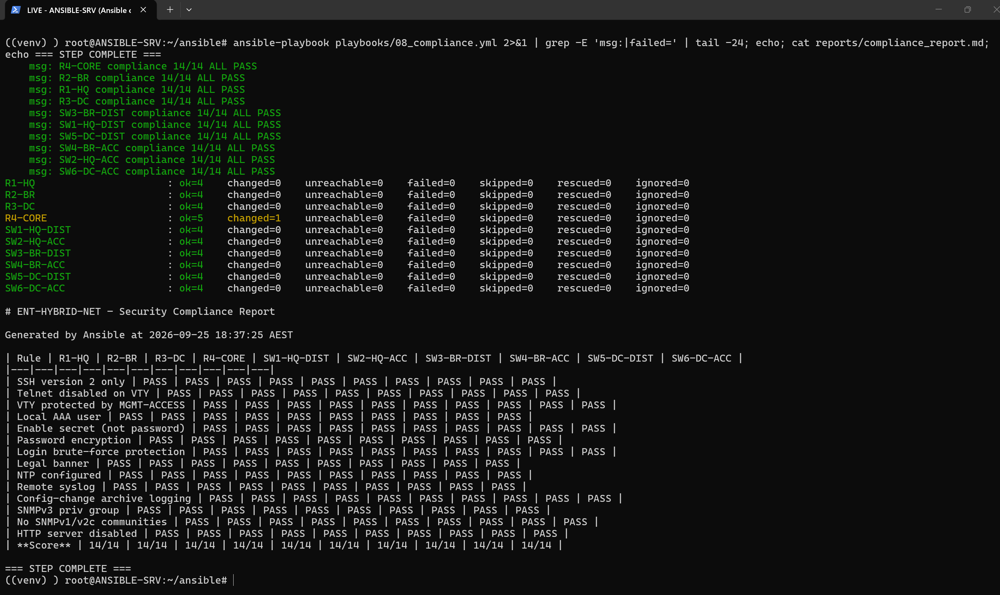 LIVE - ANSIBLE-SRV (Ansible c
((venv) ) root@ANSIBLE-SRV:~/ansible# ansible-playbook playbooks/08_compliance.yml 2>&1 | grep -E 'msg:|failed=' | tail -24; echo; cat reports/compliance_report.md;
echo === STEP COMPLETE ===
    msg: R4-CORE compliance 14/14 ALL PASS
    msg: R2-BR compliance 14/14 ALL PASS
    msg: R1-HQ compliance 14/14 ALL PASS
    msg: R3-DC compliance 14/14 ALL PASS
    msg: SW3-BR-DIST compliance 14/14 ALL PASS
    msg: SW1-HQ-DIST compliance 14/14 ALL PASS
    msg: SW5-DC-DIST compliance 14/14 ALL PASS
    msg: SW4-BR-ACC compliance 14/14 ALL PASS
    msg: SW2-HQ-ACC compliance 14/14 ALL PASS
    msg: SW6-DC-ACC compliance 14/14 ALL PASS
R1-HQ                      : ok=4    changed=0    unreachable=0    failed=0    skipped=0    rescued=0    ignored=0
R2-BR                      : ok=4    changed=0    unreachable=0    failed=0    skipped=0    rescued=0    ignored=0
R3-DC                      : ok=4    changed=0    unreachable=0    failed=0    skipped=0    rescued=0    ignored=0
R4-CORE                    : ok=5    changed=1    unreachable=0    failed=0    skipped=0    rescued=0    ignored=0
SW1-HQ-DIST                : ok=4    changed=0    unreachable=0    failed=0    skipped=0    rescued=0    ignored=0
SW2-HQ-ACC                 : ok=4    changed=0    unreachable=0    failed=0    skipped=0    rescued=0    ignored=0
SW3-BR-DIST                : ok=4    changed=0    unreachable=0    failed=0    skipped=0    rescued=0    ignored=0
SW4-BR-ACC                 : ok=4    changed=0    unreachable=0    failed=0    skipped=0    rescued=0    ignored=0
SW5-DC-DIST                : ok=4    changed=0    unreachable=0    failed=0    skipped=0    rescued=0    ignored=0
SW6-DC-ACC                 : ok=4    changed=0    unreachable=0    failed=0    skipped=0    rescued=0    ignored=0
# ENT-HYBRID-NET - Security Compliance Report
Generated by Ansible at 2026-09-25 18:37:25 AEST
| Rule | R1-HQ | R2-BR | R3-DC | R4-CORE | SW1-HQ-DIST | SW2-HQ-ACC | SW3-BR-DIST | SW4-BR-ACC | SW5-DC-DIST | SW6-DC-ACC |
|---|---|---|---|---|---|---|---|---|---|---|
| SSH version 2 only | PASS | PASS | PASS | PASS | PASS | PASS | PASS | PASS | PASS | PASS |
| Telnet disabled on VTY | PASS | PASS | PASS | PASS | PASS | PASS | PASS | PASS | PASS | PASS |
| VTY protected by MGMT-ACCESS | PASS | PASS | PASS | PASS | PASS | PASS | PASS | PASS | PASS | PASS |
| Local AAA user | PASS | PASS | PASS | PASS | PASS | PASS | PASS | PASS | PASS | PASS |
| Enable secret (not password) | PASS | PASS | PASS | PASS | PASS | PASS | PASS | PASS | PASS | PASS |
| Password encryption | PASS | PASS | PASS | PASS | PASS | PASS | PASS | PASS | PASS | PASS |
| Login brute-force protection | PASS | PASS | PASS | PASS | PASS | PASS | PASS | PASS | PASS | PASS |
| Legal banner | PASS | PASS | PASS | PASS | PASS | PASS | PASS | PASS | PASS | PASS |
| NTP configured | PASS | PASS | PASS | PASS | PASS | PASS | PASS | PASS | PASS | PASS |
| Remote syslog | PASS | PASS | PASS | PASS | PASS | PASS | PASS | PASS | PASS | PASS |
| Config-change archive logging | PASS | PASS | PASS | PASS | PASS | PASS | PASS | PASS | PASS | PASS |
| SNMPv3 priv group | PASS | PASS | PASS | PASS | PASS | PASS | PASS | PASS | PASS | PASS |
| No SNMPv1/v2c communities | PASS | PASS | PASS | PASS | PASS | PASS | PASS | PASS | PASS | PASS |
| HTTP server disabled | PASS | PASS | PASS | PASS | PASS | PASS | PASS | PASS | PASS | PASS |
| **Score** | 14/14 | 14/14 | 14/14 | 14/14 | 14/14 | 14/14 | 14/14 | 14/14 | 14/14 | 14/14 |
=== STEP COMPLETE ===
((venv) ) root@ANSIBLE-SRV:~/ansible#